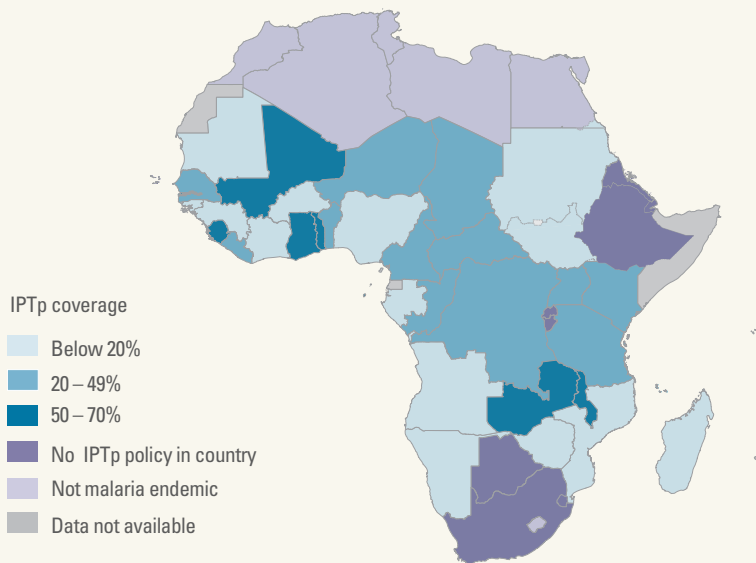 IPTp coverage
Below 20%
20 – 49%
50 – 70%
No IPTp policy in country
Not malaria endemic
Data not available